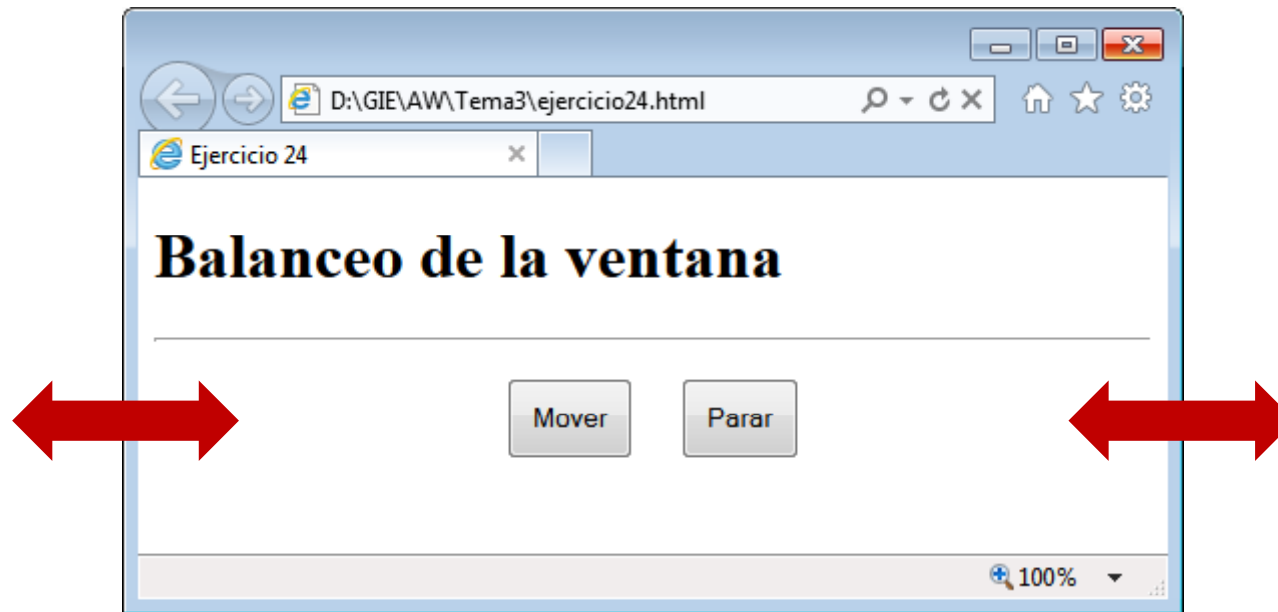 D:\GIE\AW\Tema3\ejercicio24.html
Ejercicio 24
Balanceo de la ventana
Mover Parar
100%